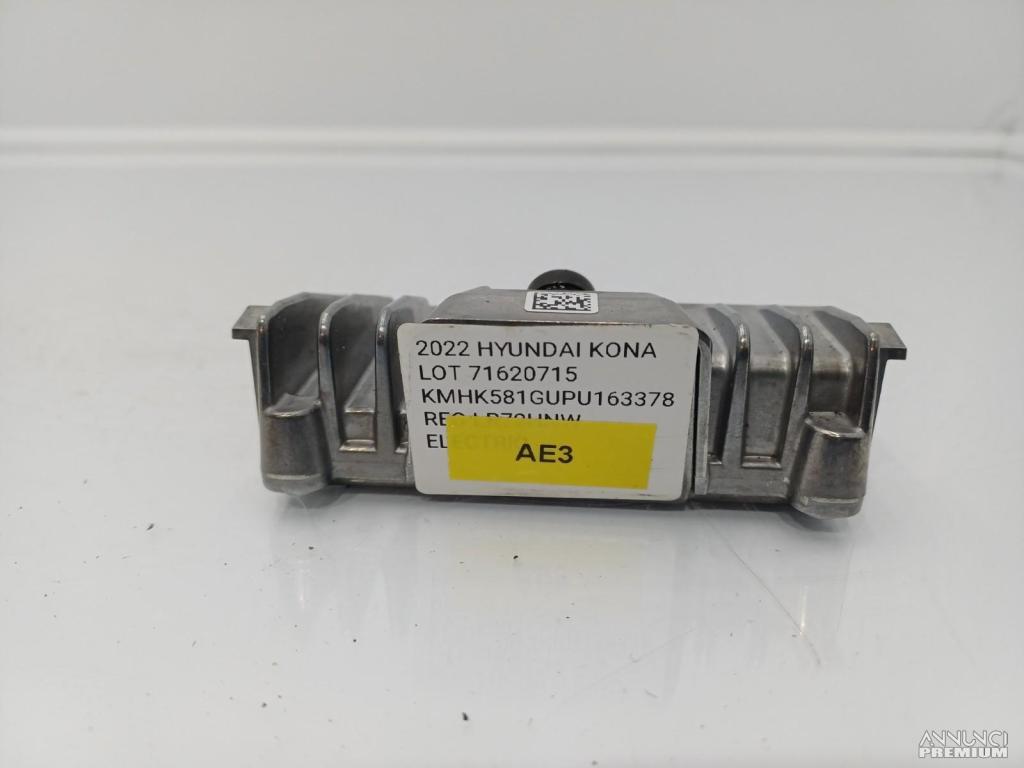 2022 HYUNDAI KONA
LOT 71620715
KMHK581GUPU163378
AE3
ANNUNCI
PREMIUM